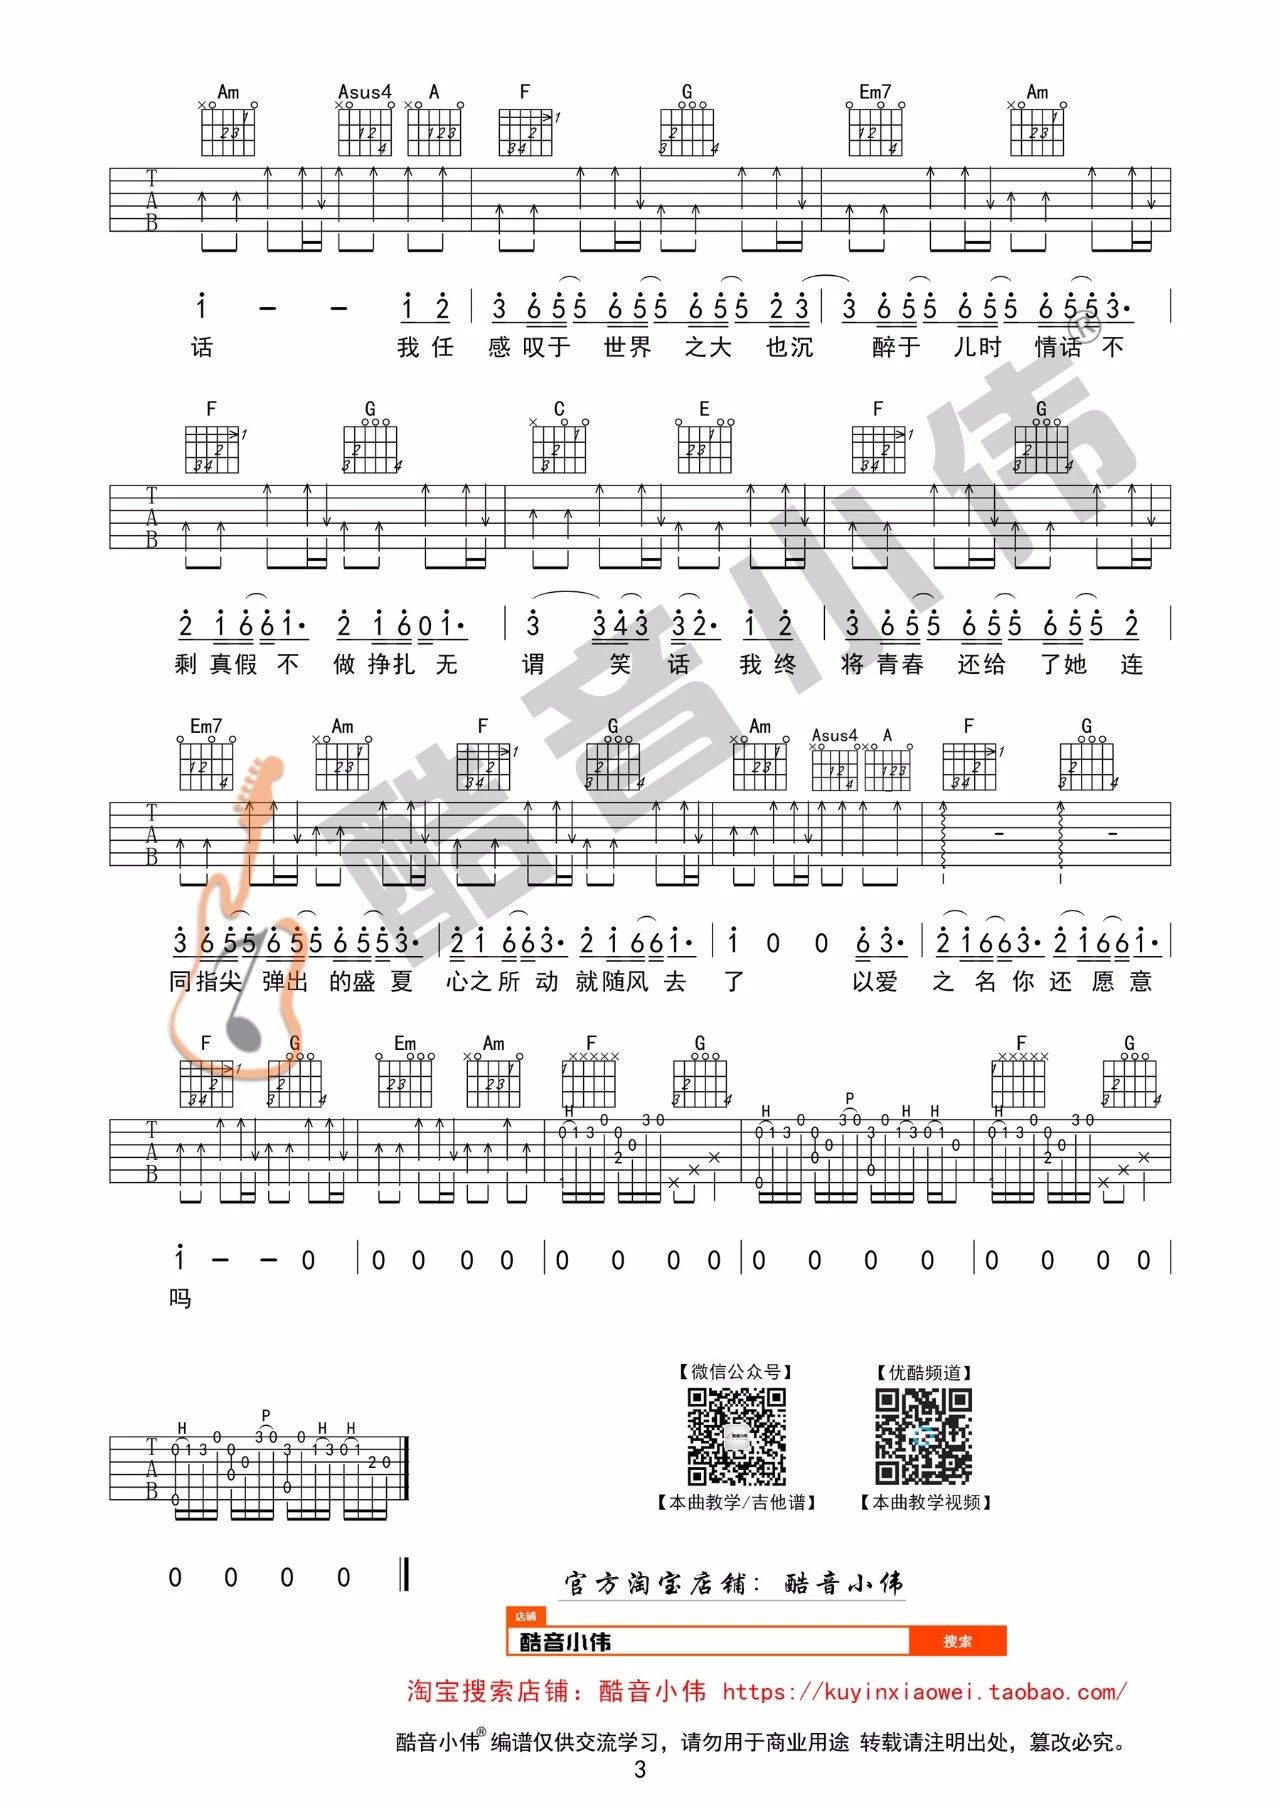 Am Asus4 A F G Em7 Am
T
A
B
1 - - 1 2 | 3 6 5 5 6 5 5 6 5 5 2 3 | 3 6 5 5 6 5 5 6 5 5 3·
话 我任 感叹于 世界 之大 也沉 醉于 儿时 情话 不
F G C E F G
T
A
B
2 1 6 6 1· 2 1 6 0 1· | 3 3 4 3 3 2· 1 2 | 3 6 5 5 6 5 5 6 5 5 2
剩 真假 不 做 挣扎 无 谓 笑 话 我终 将青春 还给 了她 连
Em7 Am F G Am Asus4 A F G
T
A
B
3 6 5 5 6 5 5 6 5 5 3· | 2 1 6 6 3· 2 1 6 6 1· | 1 0 0 6 3· | 2 1 6 6 3· 2 1 6 6 1·
同指尖 弹出 的盛 夏 心之所 动 就随风 去 了 以爱 之 名 你 还 愿 意
F G Em Am F G F G
H P H H H
T
A
B
1 - - 0 | 0 0 0 0 | 0 0 0 0 | 0 0 0 0 | 0 0 0 0
吗
H P H H
T
A
B
0 0 0 0
【微信公众号】 【优酷频道】
【本曲教学/吉他谱】 【本曲教学视频】
官方淘宝店铺：酷音小伟
店铺
酷音小伟 搜索
淘宝搜索店铺：酷音小伟 https://kuyinxiaowei.taobao.com/
酷音小伟® 编谱仅供交流学习，请勿用于商业用途 转载请注明出处，篡改必究。
3
酷音小伟®